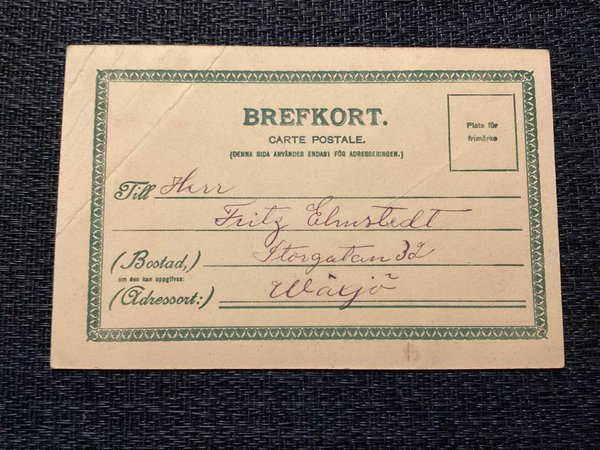 BREFKORT.
CARTE POSTALE.
(DENNA SIDA ANVÄNDES ENDAST FÖR ADRESSERINGEN.)
Plats för
frimärke
Till Herr
Fritz Elmstedt
(Bostad,) Storgatan 32
om den kan uppgifvas:
(Adressort:) Wäxjö